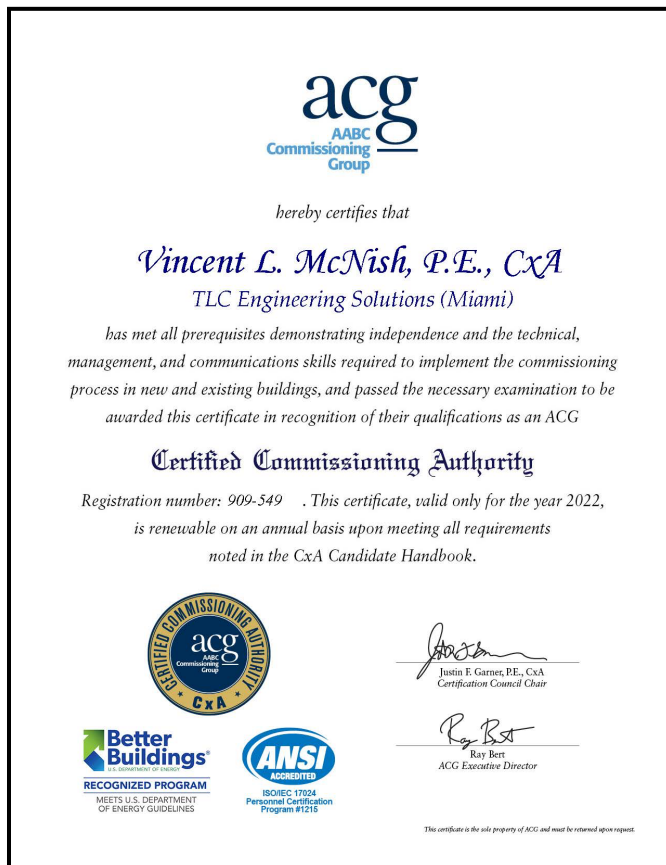 acg
AABC
Commissioning
Group
hereby certifies that
Vincent L. McNish, P.E., CxA
TLC Engineering Solutions (Miami)
has met all prerequisites demonstrating independence and the technical,
management, and communications skills required to implement the commissioning
process in new and existing buildings, and passed the necessary examination to be
awarded this certificate in recognition of their qualifications as an ACG
Certified Commissioning Authority
Registration number: 909-549 . This certificate, valid only for the year 2022,
is renewable on an annual basis upon meeting all requirements
noted in the CxA Candidate Handbook.
CERTIFIED COMMISSIONING AUTHORITY
acg
AABC
Commissioning
Group
CxA
Justin F. Garner, P.E., CxA
Certification Council Chair
Ray Bert
Ray Bert
ACG Executive Director
Better
Buildings®
U.S. DEPARTMENT OF ENERGY
RECOGNIZED PROGRAM
MEETS U.S. DEPARTMENT
OF ENERGY GUIDELINES
ANSI
ACCREDITED
ISO/IEC 17024
Personnel Certification
Program #1215
This certificate is the sole property of ACG and must be returned upon request.